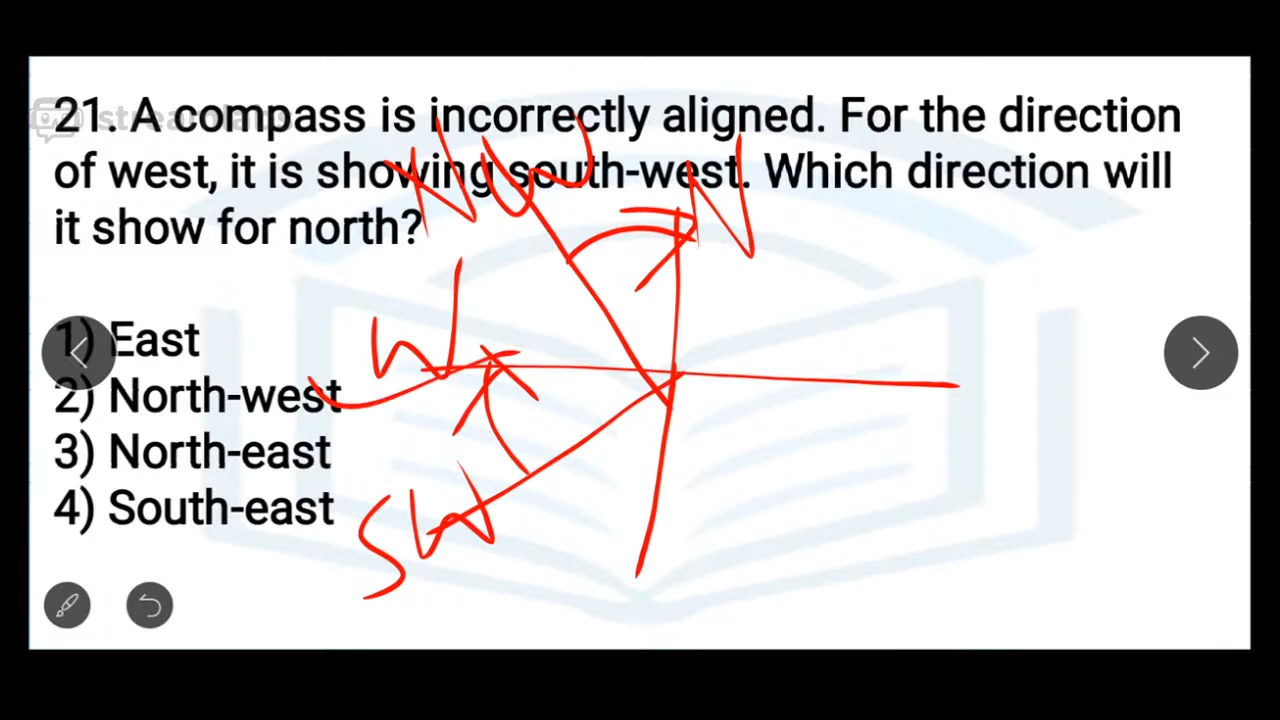 21. A compass is incorrectly aligned. For the direction
of west, it is showing south-west. Which direction will
it show for north?
1) East
2) North-west
3) North-east
4) South-east
streamlabs
NW
N
W
SW